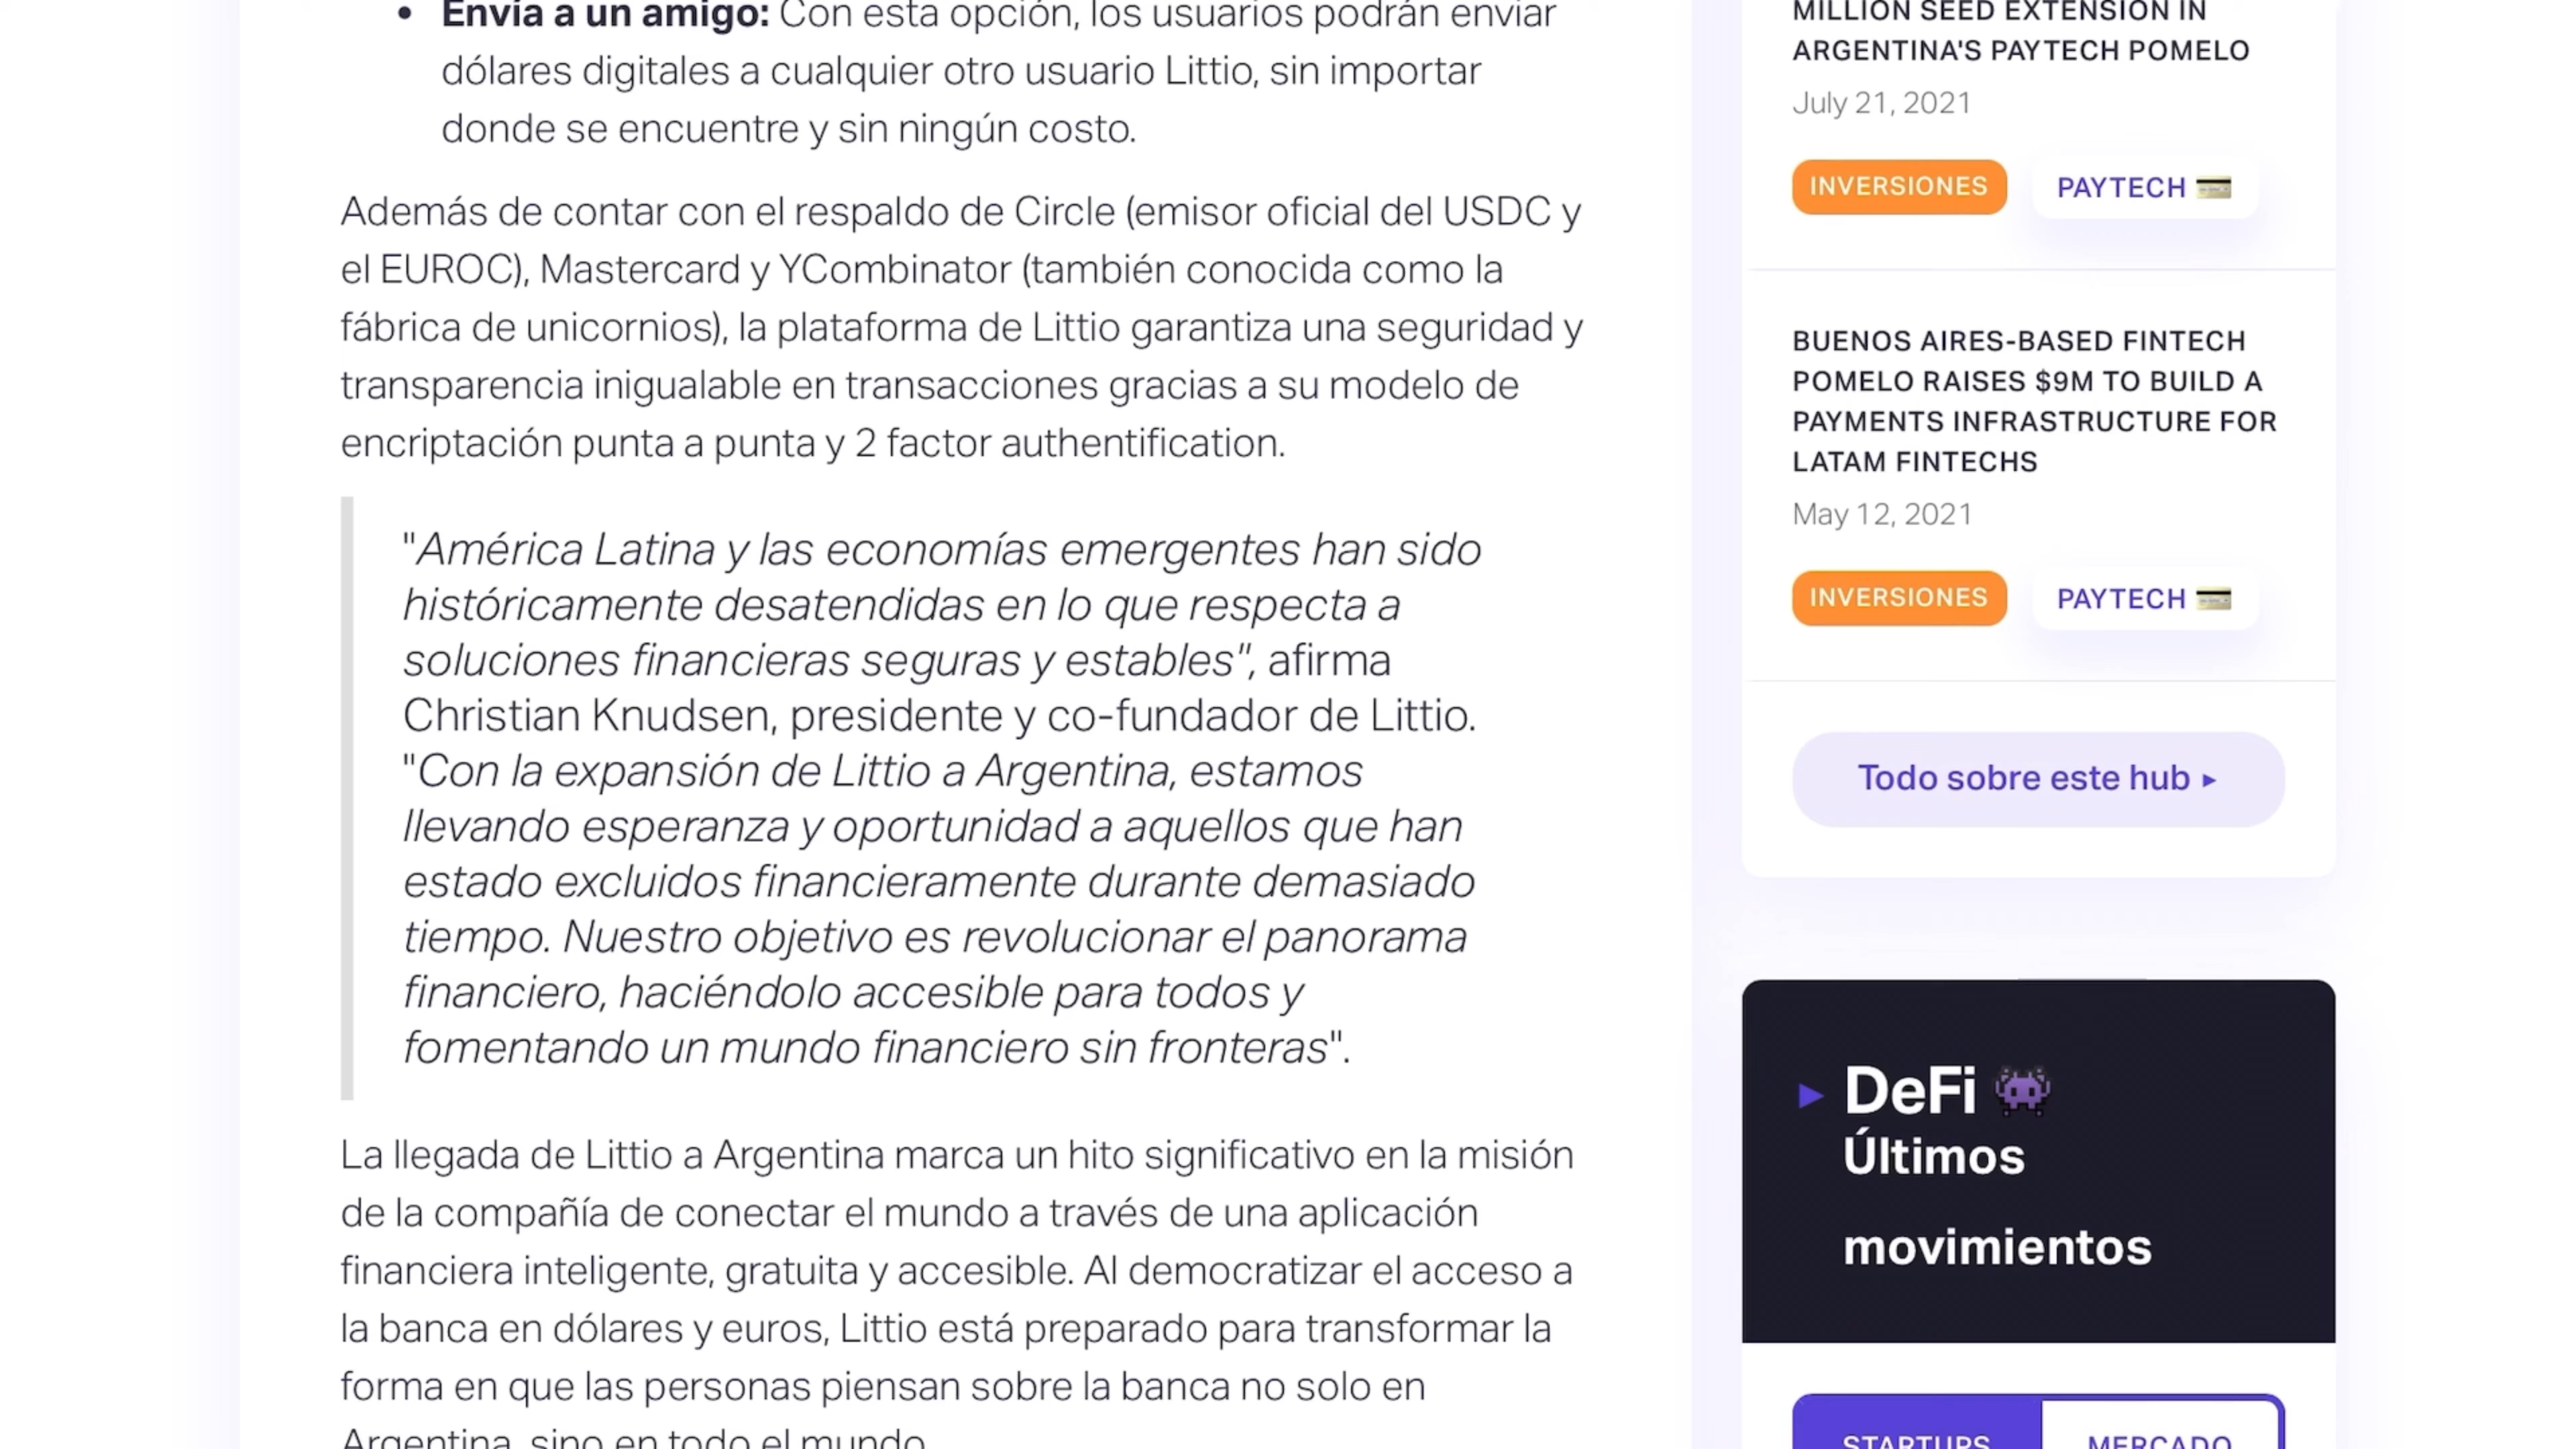 • Envía a un amigo: Con esta opción, los usuarios podrán enviar
dólares digitales a cualquier otro usuario Littio, sin importar
donde se encuentre y sin ningún costo.
Además de contar con el respaldo de Circle (emisor oficial del USDC y
el EUROC), Mastercard y YCombinator (también conocida como la
fábrica de unicornios), la plataforma de Littio garantiza una seguridad y
transparencia inigualable en transacciones gracias a su modelo de
encriptación punta a punta y 2 factor authentification.
"América Latina y las economías emergentes han sido
históricamente desatendidas en lo que respecta a
soluciones financieras seguras y estables", afirma
Christian Knudsen, presidente y co-fundador de Littio.
"Con la expansión de Littio a Argentina, estamos
llevando esperanza y oportunidad a aquellos que han
estado excluidos financieramente durante demasiado
tiempo. Nuestro objetivo es revolucionar el panorama
financiero, haciéndolo accesible para todos y
fomentando un mundo financiero sin fronteras".
La llegada de Littio a Argentina marca un hito significativo en la misión
de la compañía de conectar el mundo a través de una aplicación
financiera inteligente, gratuita y accesible. Al democratizar el acceso a
la banca en dólares y euros, Littio está preparado para transformar la
forma en que las personas piensan sobre la banca no solo en
Argentina, sino en todo el mundo.
MILLION SEED EXTENSION IN
ARGENTINA'S PAYTECH POMELO
July 21, 2021
INVERSIONES PAYTECH 💳
BUENOS AIRES-BASED FINTECH
POMELO RAISES $9M TO BUILD A
PAYMENTS INFRASTRUCTURE FOR
LATAM FINTECHS
May 12, 2021
INVERSIONES PAYTECH 💳
Todo sobre este hub ▸
▸ DeFi 👾
Últimos
movimientos
STARTUPS MERCADO